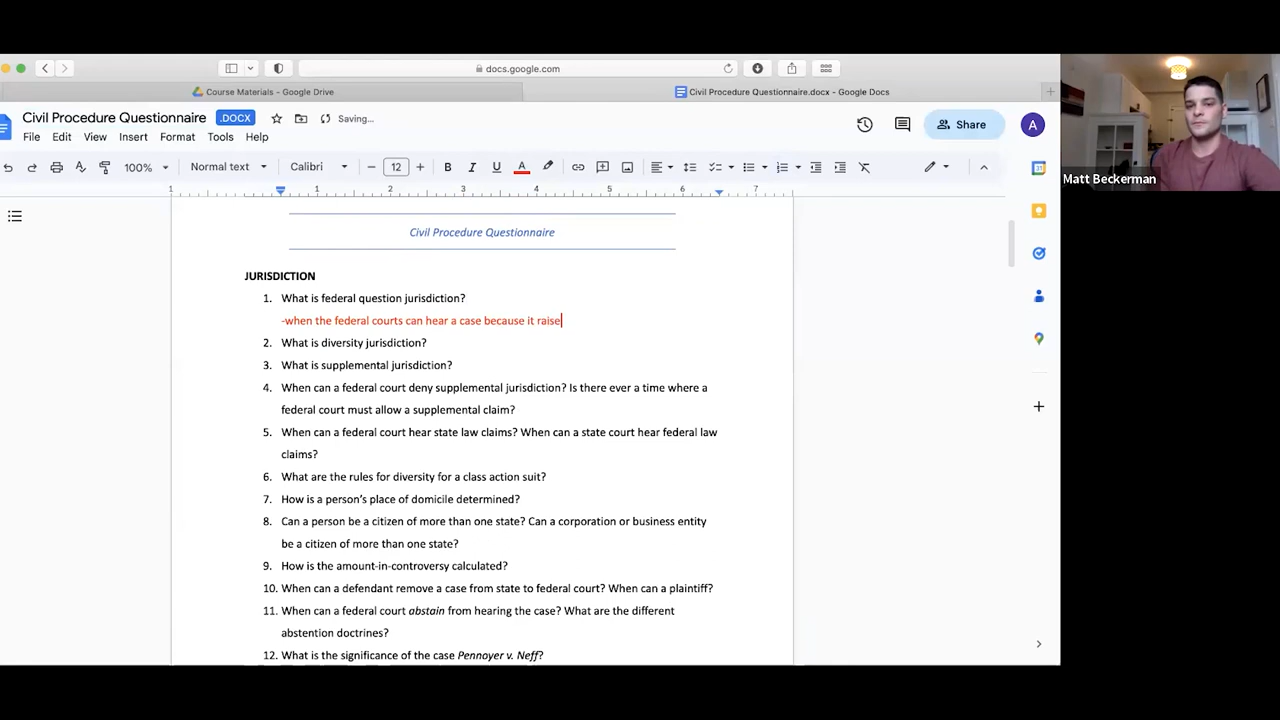 docs.google.com
Course Materials – Google Drive
Civil Procedure Questionnaire.docx - Google Docs
Civil Procedure Questionnaire .DOCX
Saving...
File Edit View Insert Format Tools Help
Share
A
100% Normal text Calibri 12 B I U A
1 1 2 3 4 5 6 7
Matt Beckerman
Civil Procedure Questionnaire
JURISDICTION
1. What is federal question jurisdiction?
-when the federal courts can hear a case because it raise
2. What is diversity jurisdiction?
3. What is supplemental jurisdiction?
4. When can a federal court deny supplemental jurisdiction? Is there ever a time where a
federal court must allow a supplemental claim?
5. When can a federal court hear state law claims? When can a state court hear federal law
claims?
6. What are the rules for diversity for a class action suit?
7. How is a person's place of domicile determined?
8. Can a person be a citizen of more than one state? Can a corporation or business entity
be a citizen of more than one state?
9. How is the amount-in-controversy calculated?
10. When can a defendant remove a case from state to federal court? When can a plaintiff?
11. When can a federal court abstain from hearing the case? What are the different
abstention doctrines?
12. What is the significance of the case Pennoyer v. Neff?